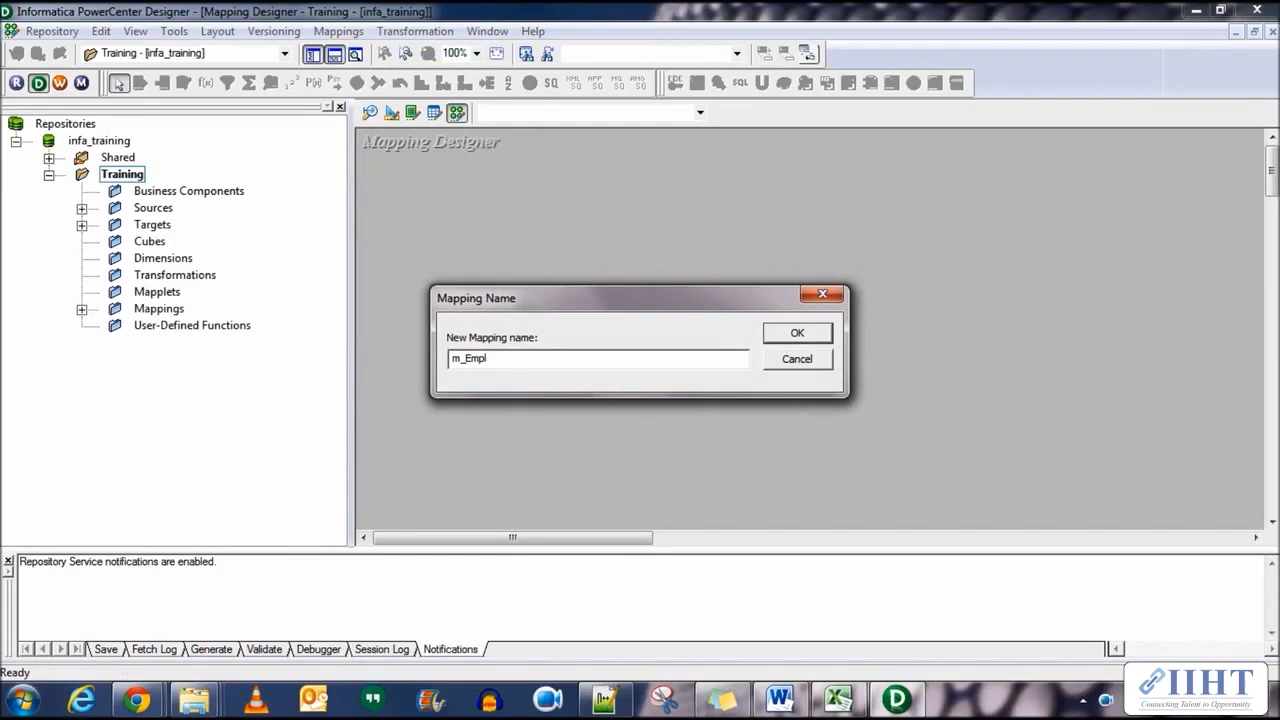 Informatica PowerCenter Designer - [Mapping Designer - Training - [infa_training]]
Repository Edit View Tools Layout Versioning Mappings Transformation Window Help
Training - [infa_training] 100%
R D W M
Repositories
infa_training
Shared
Training
Business Components
Sources
Targets
Cubes
Dimensions
Transformations
Mapplets
Mappings
User-Defined Functions
Mapping Designer
Mapping Name
New Mapping name:
m_Empl
OK
Cancel
Repository Service notifications are enabled.
Save Fetch Log Generate Validate Debugger Session Log Notifications
Ready
IIHT
Connecting Talent to Opportunity